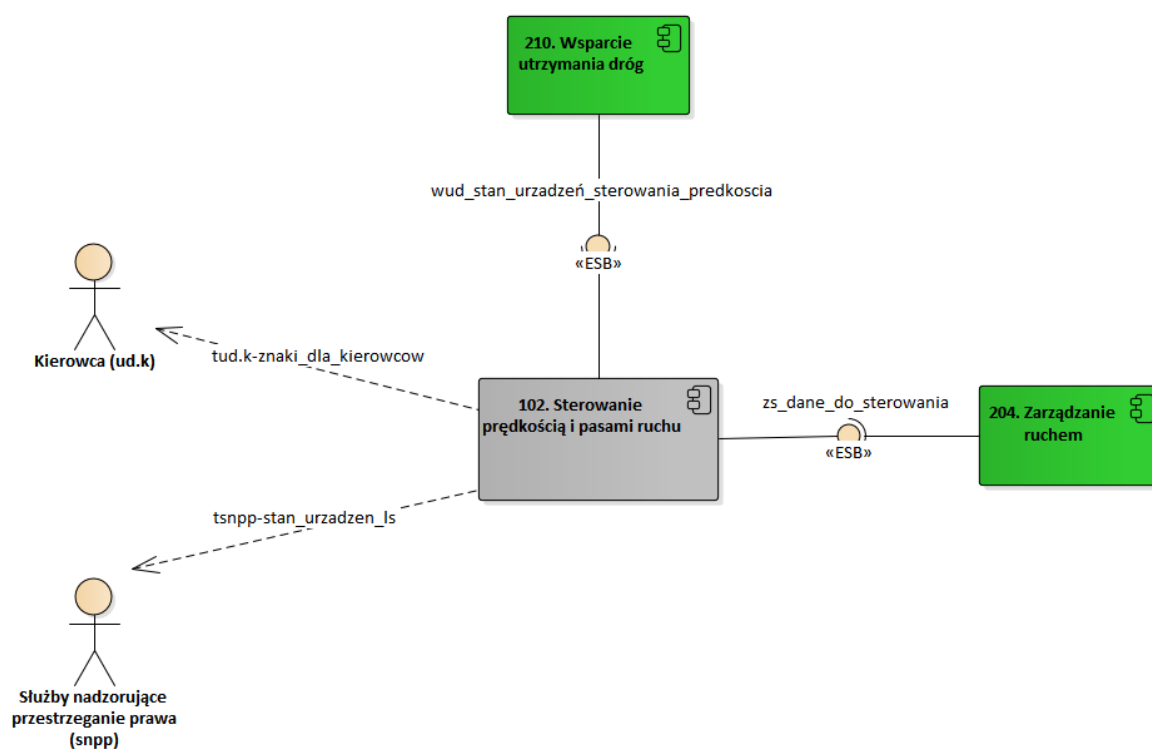 210. Wsparcie
utrzymania dróg
wud_stan_urzadzeń_sterowania_predkoscia
«ESB»
Kierowca (ud.k)
tud.k-znaki_dla_kierowcow
102. Sterowanie
prędkością i pasami ruchu
zs_dane_do_sterowania
«ESB»
204. Zarządzanie
ruchem
tsnpp-stan_urzadzen_ls
Służby nadzorujące
przestrzeganie prawa
(snpp)